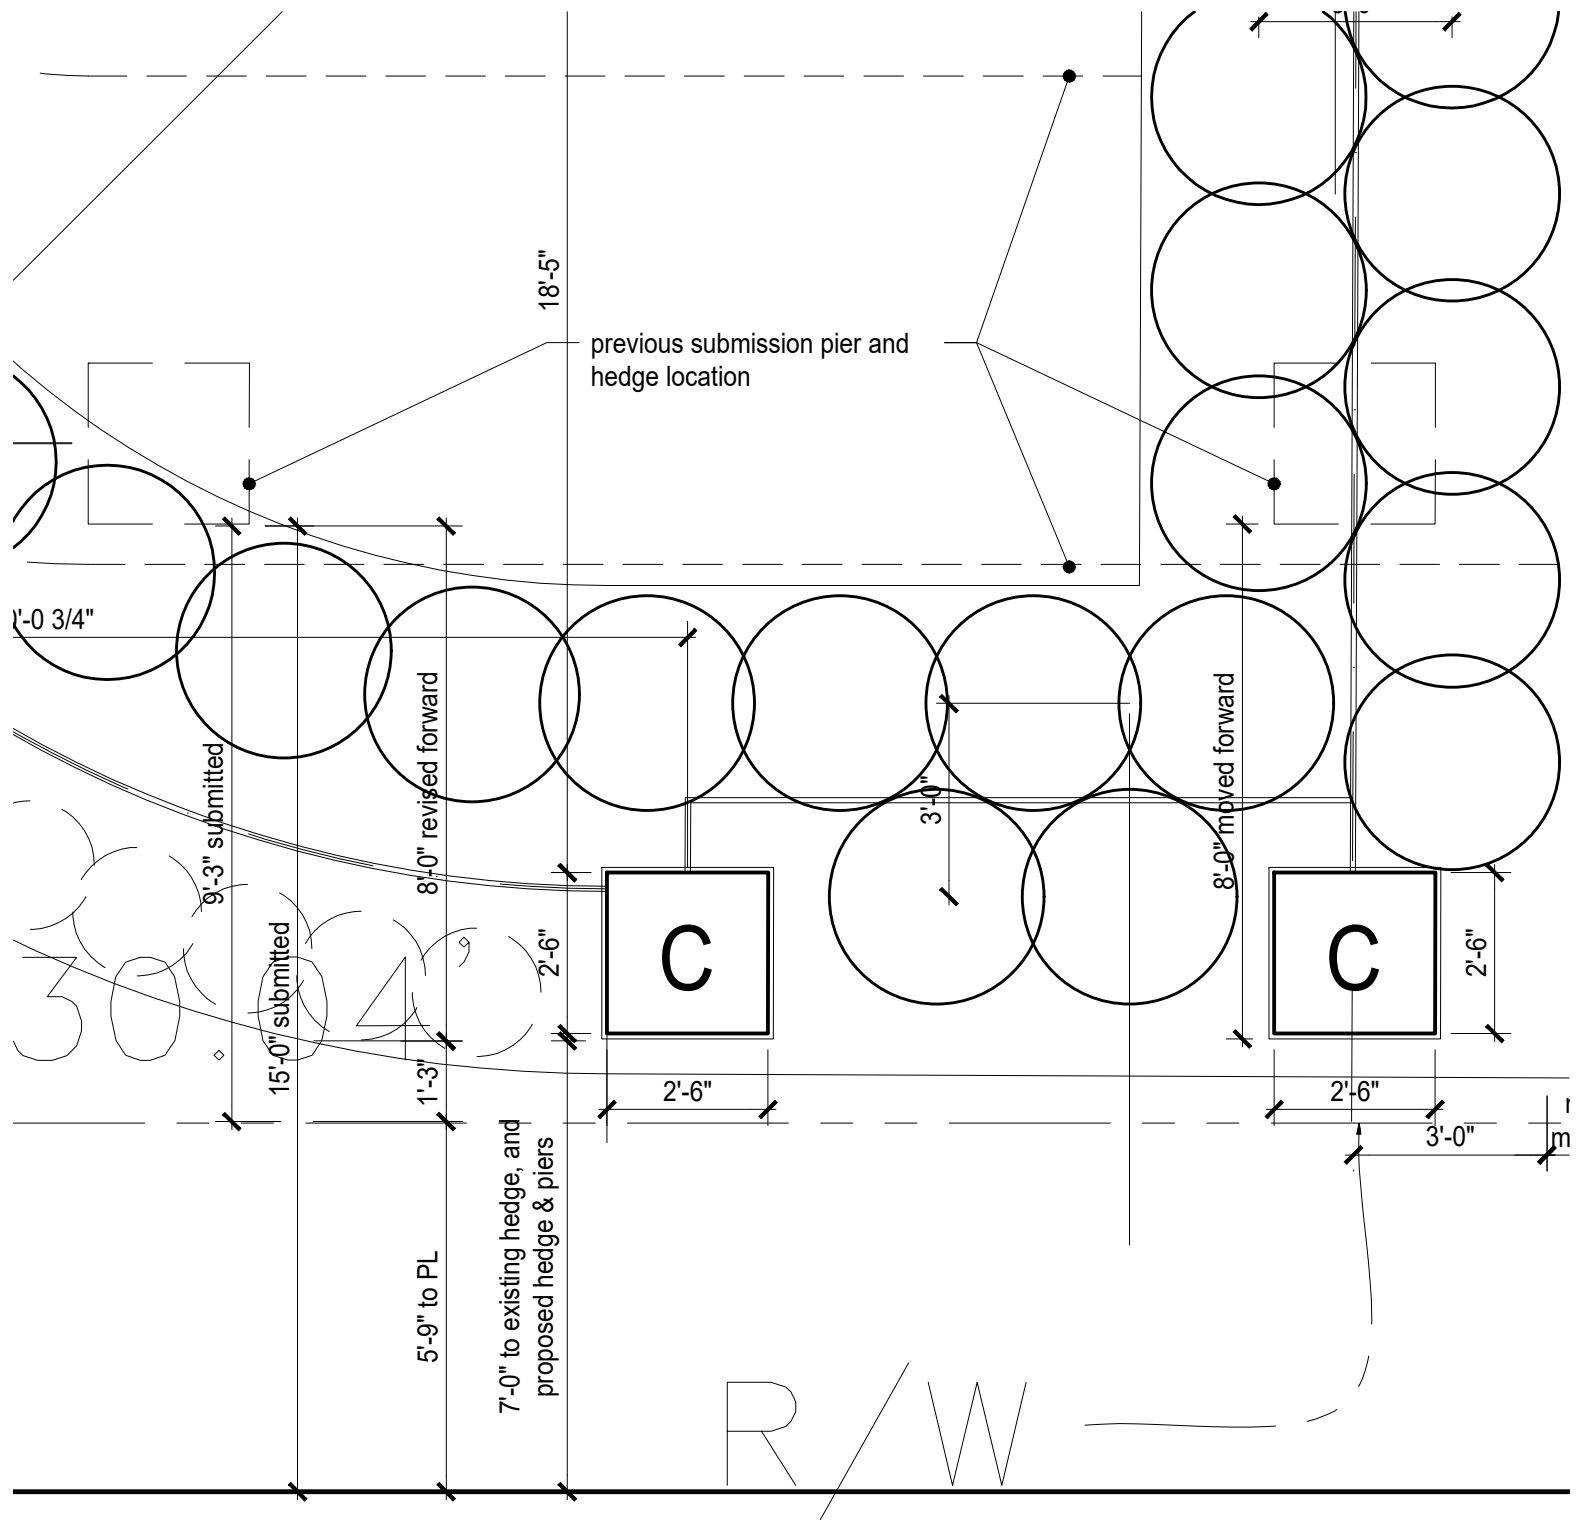 18'-5"
previous submission pier and
hedge location
'-0 3/4"
9'-3" submitted
8'-0" revised forward
3'-0"
8'-0" moved forward
15'-0" submitted
30.04'
2'-6"
C
C
2'-6"
1'-3"
2'-6"
2'-6"
3'-0"
5'-9" to PL
7'-0" to existing hedge, and
proposed hedge & piers
R/W